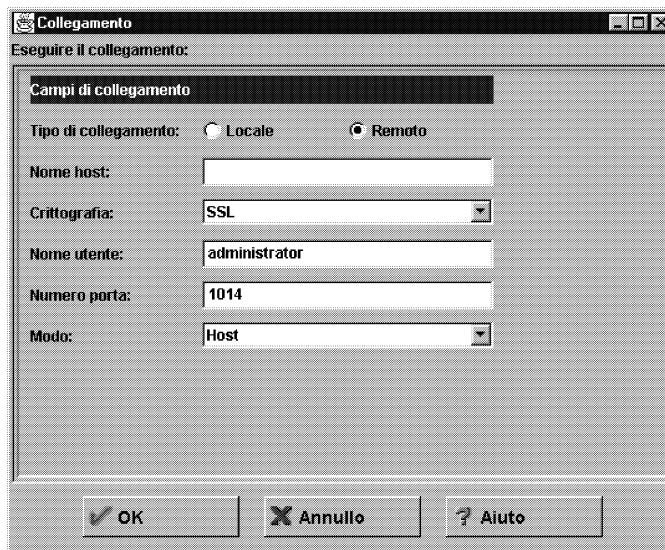 Collegamento
Eseguire il collegamento:
Campi di collegamento
Tipo di collegamento: Locale Remoto
Nome host:
Crittografia: SSL
Nome utente: administrator
Numero porta: 1014
Modo: Host
OK Annullo Aiuto